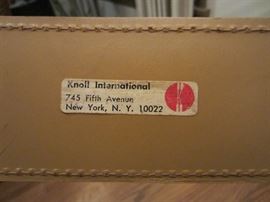 Knoll International
745 Fifth Avenue
New York, N. Y. 10022